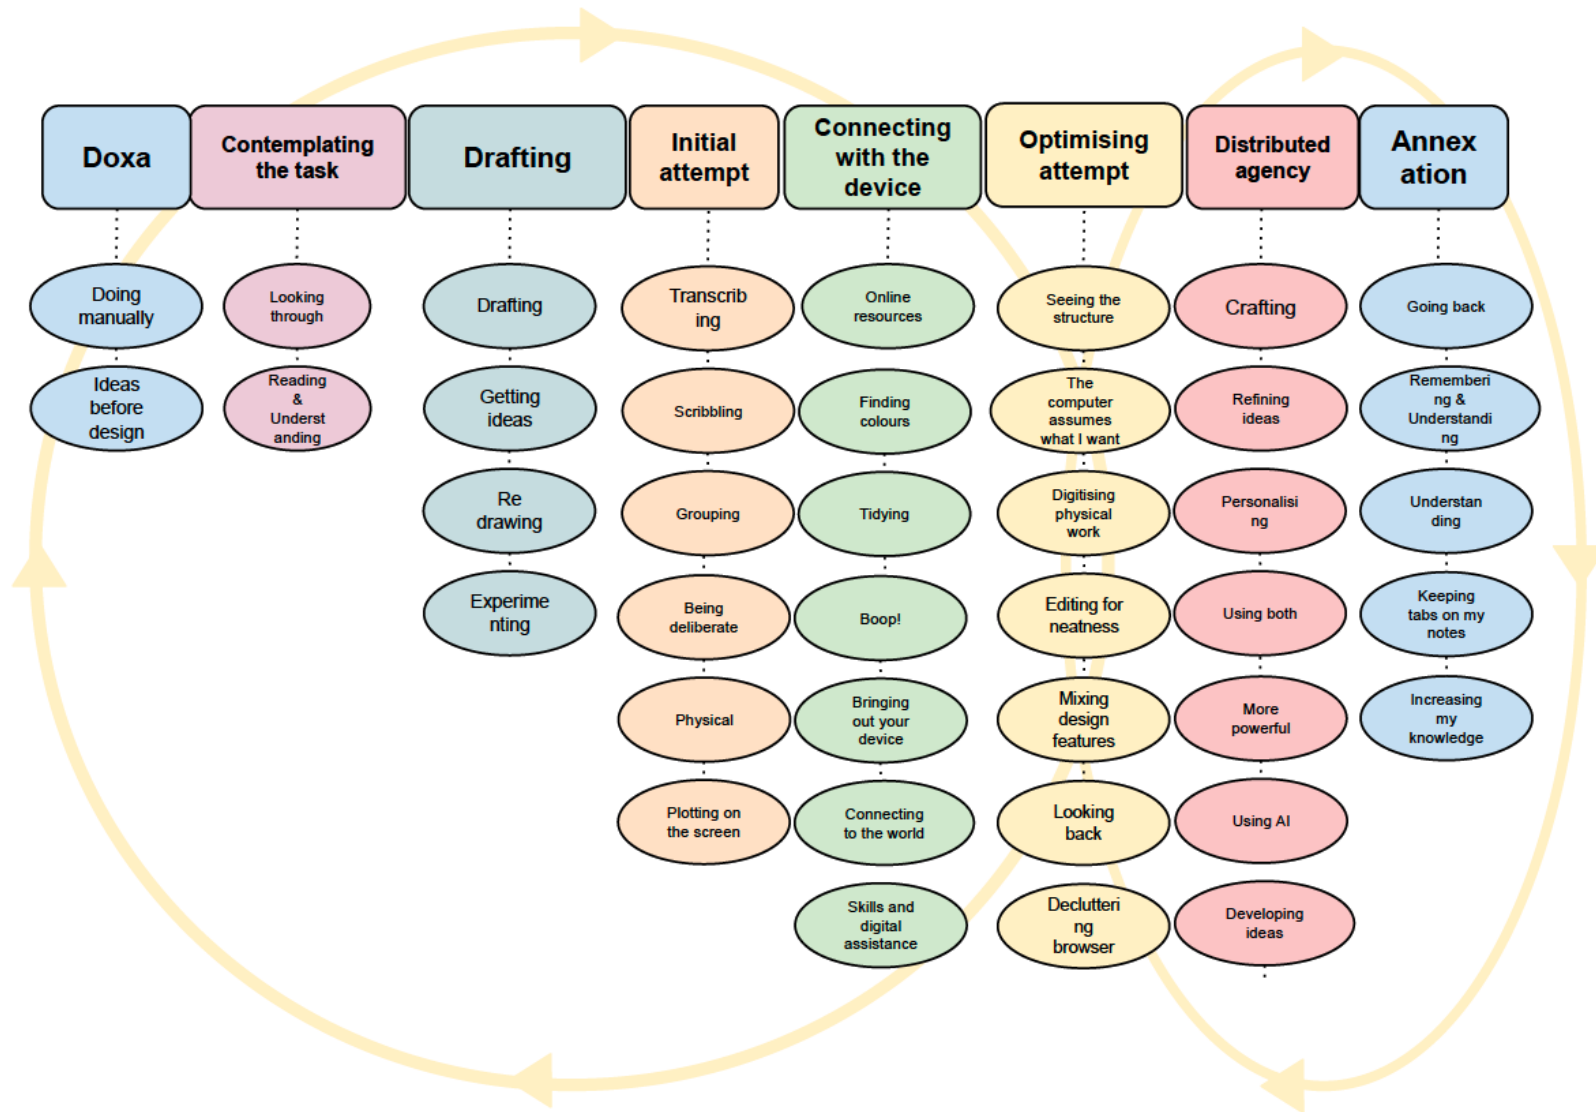 Doxa
Contemplating
the task
Drafting
Initial
attempt
Connecting
with the
device
Optimising
attempt
Distributed
agency
Annex
ation
Doing
manually
Ideas
before
design
Looking
through
Reading
&
Underst
anding
Drafting
Getting
ideas
Re
drawing
Experime
nting
Transcrib
ing
Scribbling
Grouping
Being
deliberate
Physical
Plotting on
the screen
Online
resources
Finding
colours
Tidying
Boop!
Bringing
out your
device
Connecting
to the world
Skills and
digital
assistance
Seeing the
structure
The
computer
assumes
what I want
Digitising
physical
work
Editing for
neatness
Mixing
design
features
Looking
back
Declutteri
ng
browser
Crafting
Refining
ideas
Personalisi
ng
Using both
More
powerful
Using AI
Developing
ideas
Going back
Rememberi
ng &
Understandi
ng
Understan
ding
Keeping
tabs on my
notes
Increasing
my
knowledge